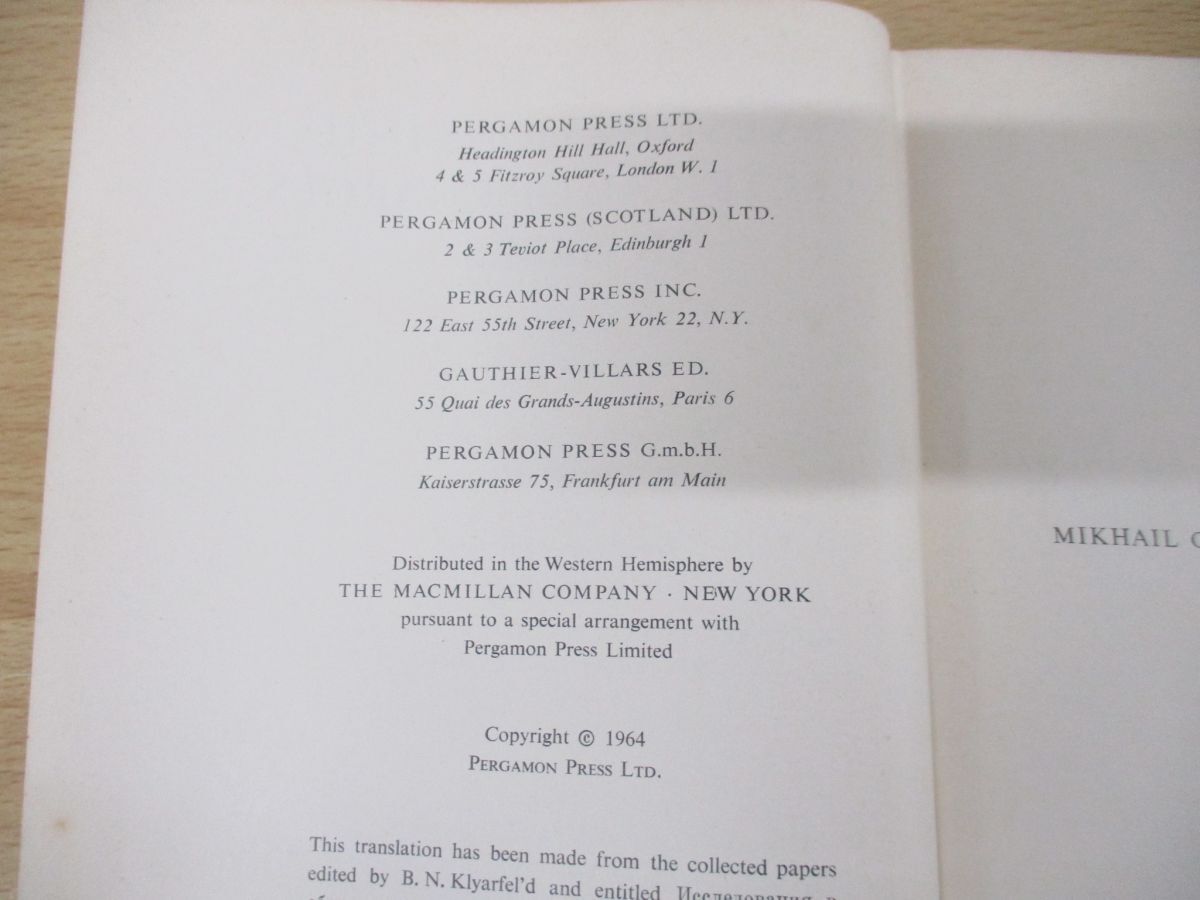 PERGAMON PRESS LTD.
Headington Hill Hall, Oxford
4 & 5 Fitzroy Square, London W. 1
PERGAMON PRESS (SCOTLAND) LTD.
2 & 3 Teviot Place, Edinburgh 1
PERGAMON PRESS INC.
122 East 55th Street, New York 22, N.Y.
GAUTHIER-VILLARS ED.
55 Quai des Grands-Augustins, Paris 6
PERGAMON PRESS G.m.b.H.
Kaiserstrasse 75, Frankfurt am Main
Distributed in the Western Hemisphere by
THE MACMILLAN COMPANY · NEW YORK
pursuant to a special arrangement with
Pergamon Press Limited
Copyright © 1964
PERGAMON PRESS LTD.
This translation has been made from the collected papers
edited by B. N. Klyarfel'd and entitled Исследования в
MIKHAIL